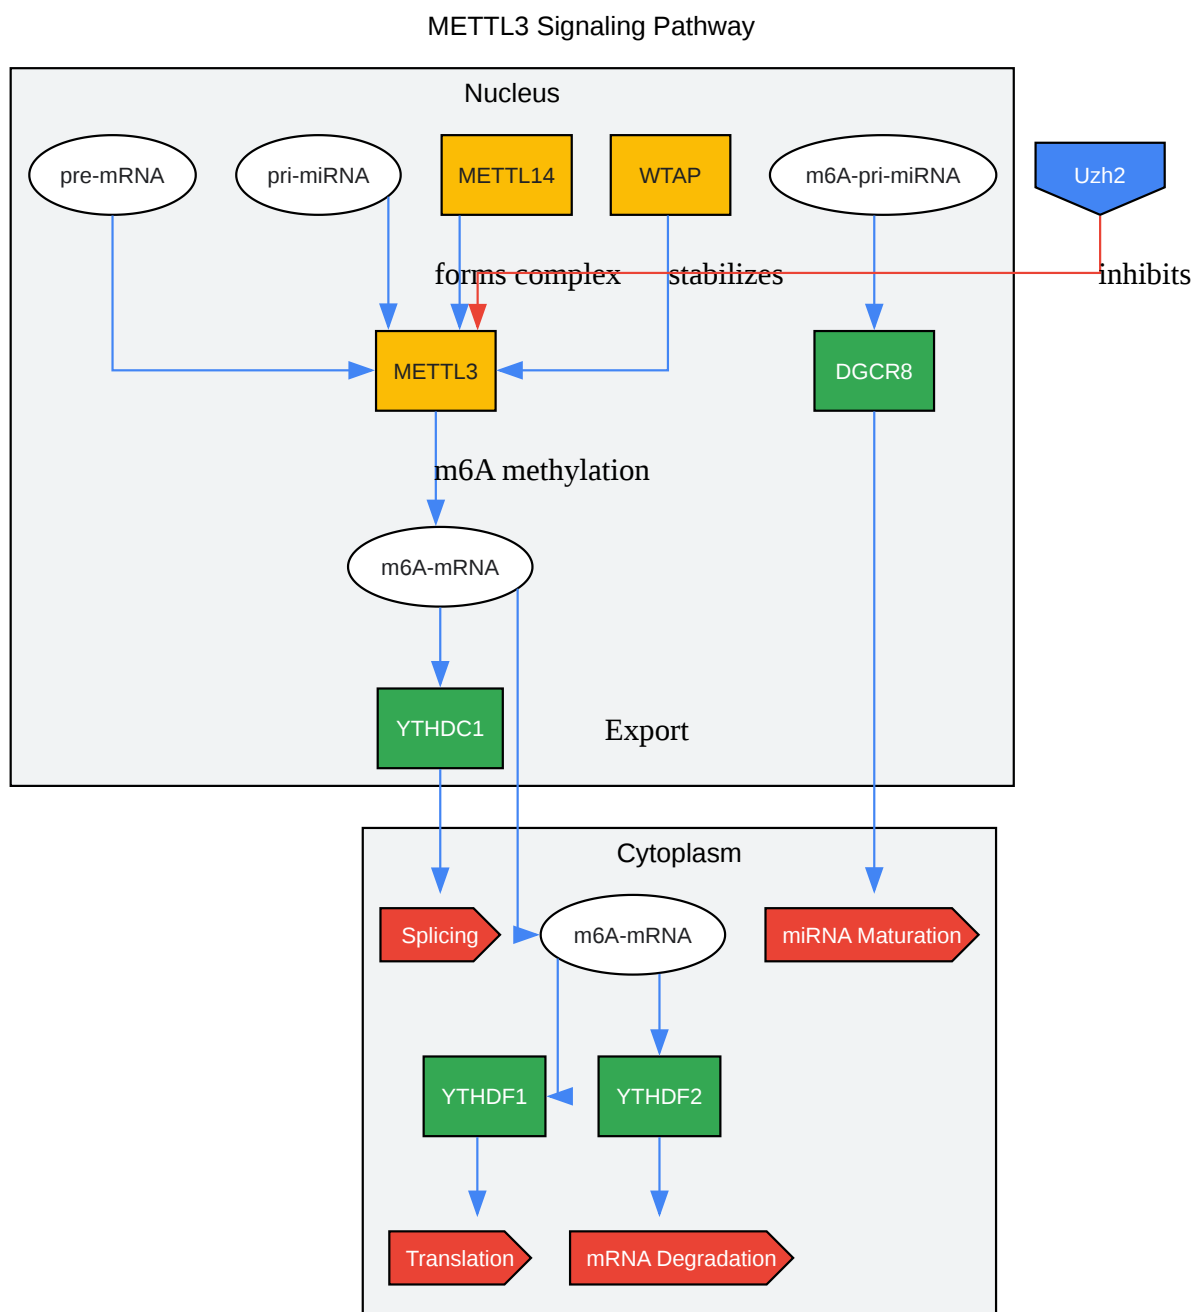 METTL3 Signaling Pathway
Nucleus
pre-mRNA
pri-miRNA
METTL14
WTAP
m6A-pri-miRNA
Uzh2
forms complex
stabilizes
inhibits
METTL3
DGCR8
m6A methylation
m6A-mRNA
YTHDC1
Export
Cytoplasm
Splicing
m6A-mRNA
miRNA Maturation
YTHDF1
YTHDF2
Translation
mRNA Degradation